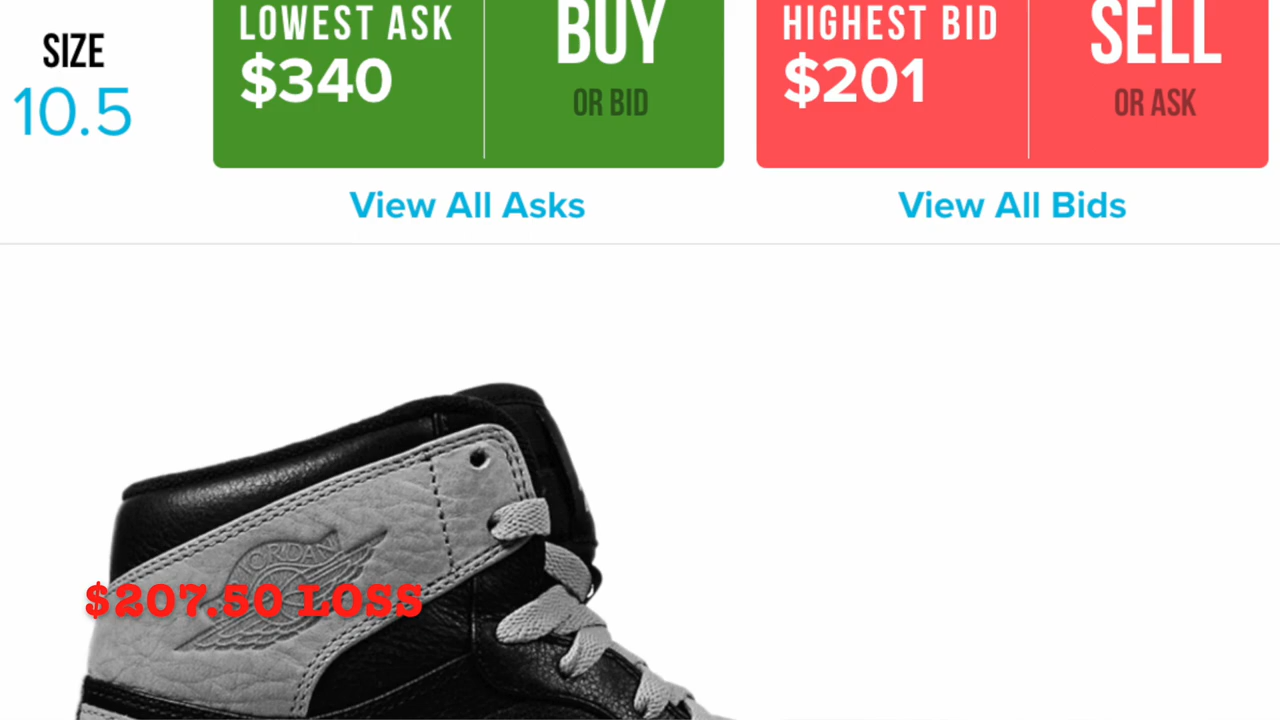 SIZE
10.5
LOWEST ASK
$340
BUY
OR BID
HIGHEST BID
$201
SELL
OR ASK
View All Asks
View All Bids
JORDAN
$207.50 LOSS